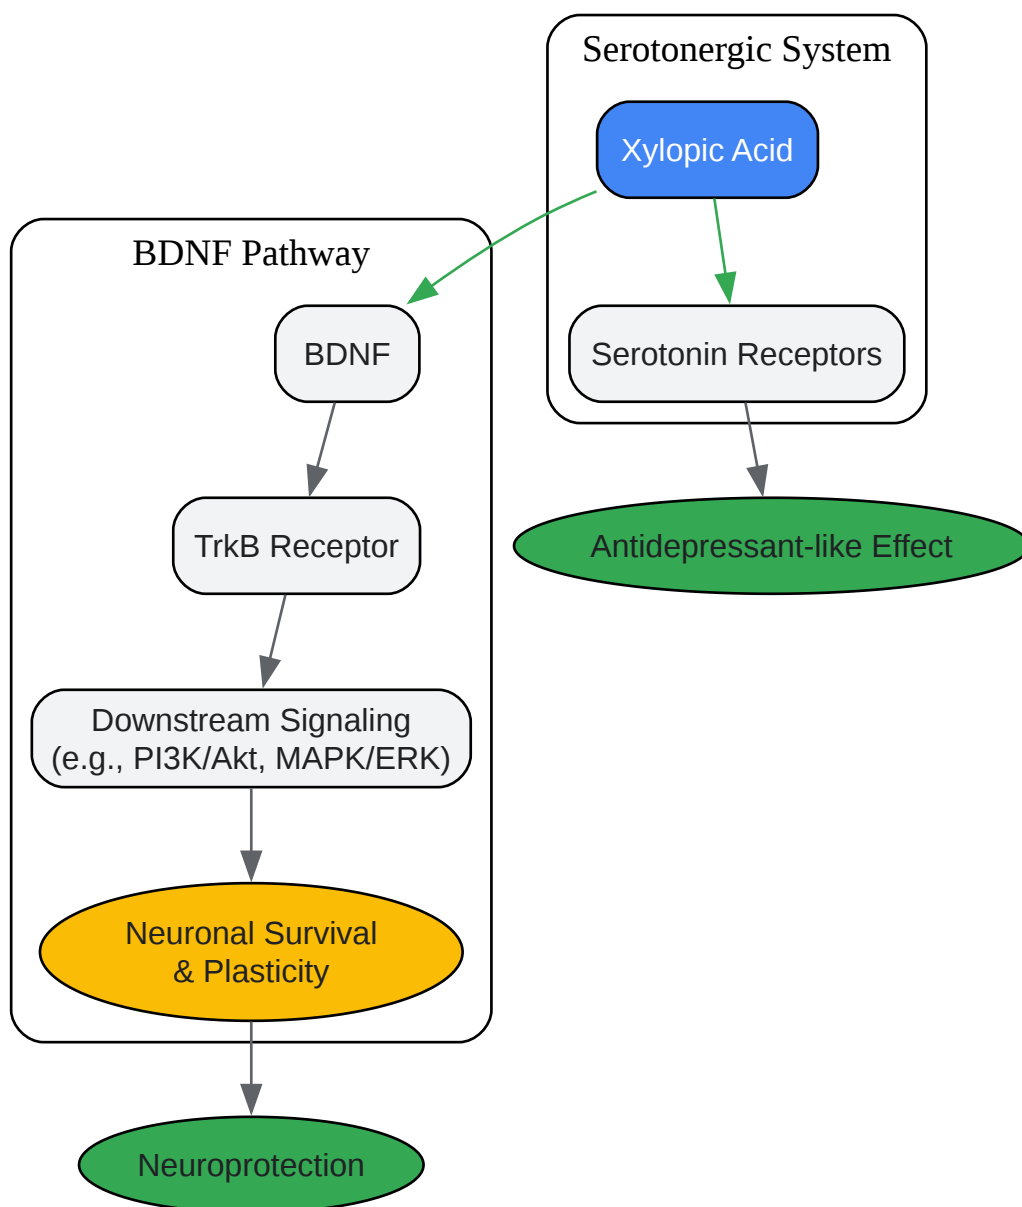 Serotonergic System
Xylopic Acid
BDNF Pathway
BDNF
Serotonin Receptors
TrkB Receptor
Antidepressant-like Effect
Downstream Signaling
(e.g., PI3K/Akt, MAPK/ERK)
Neuronal Survival
& Plasticity
Neuroprotection